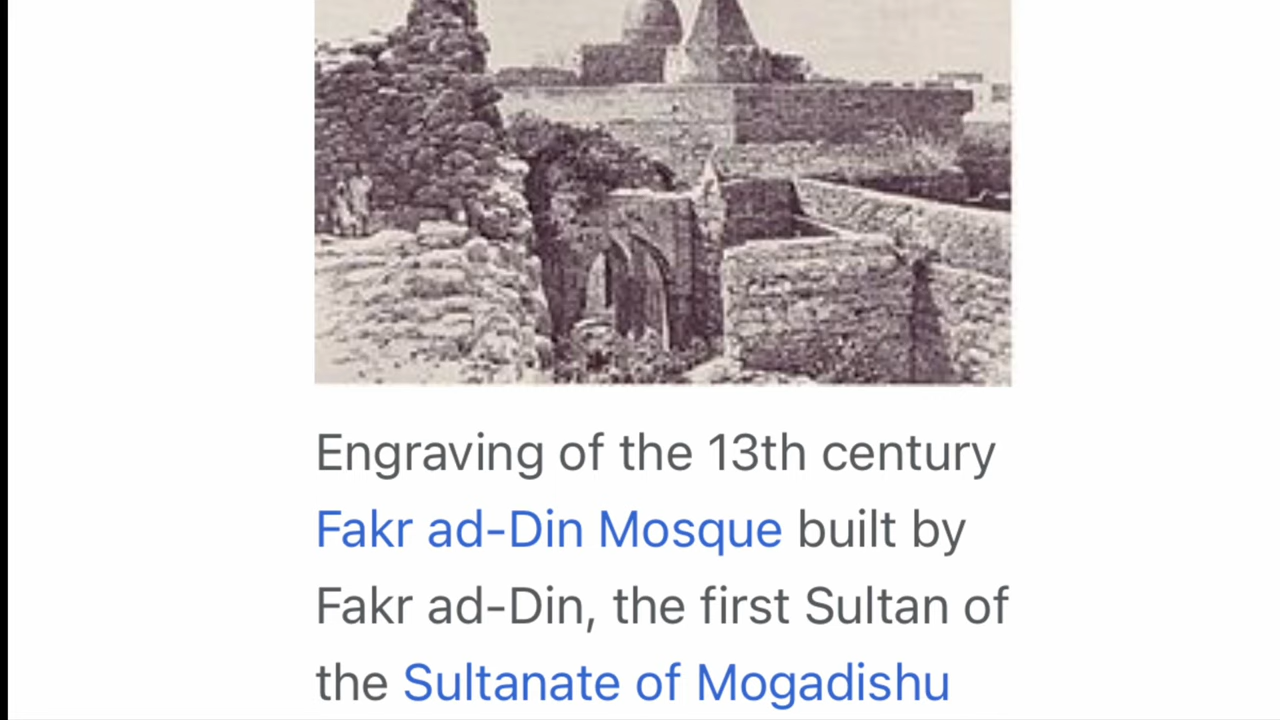 Engraving of the 13th century
Fakr ad-Din Mosque built by
Fakr ad-Din, the first Sultan of
the Sultanate of Mogadishu